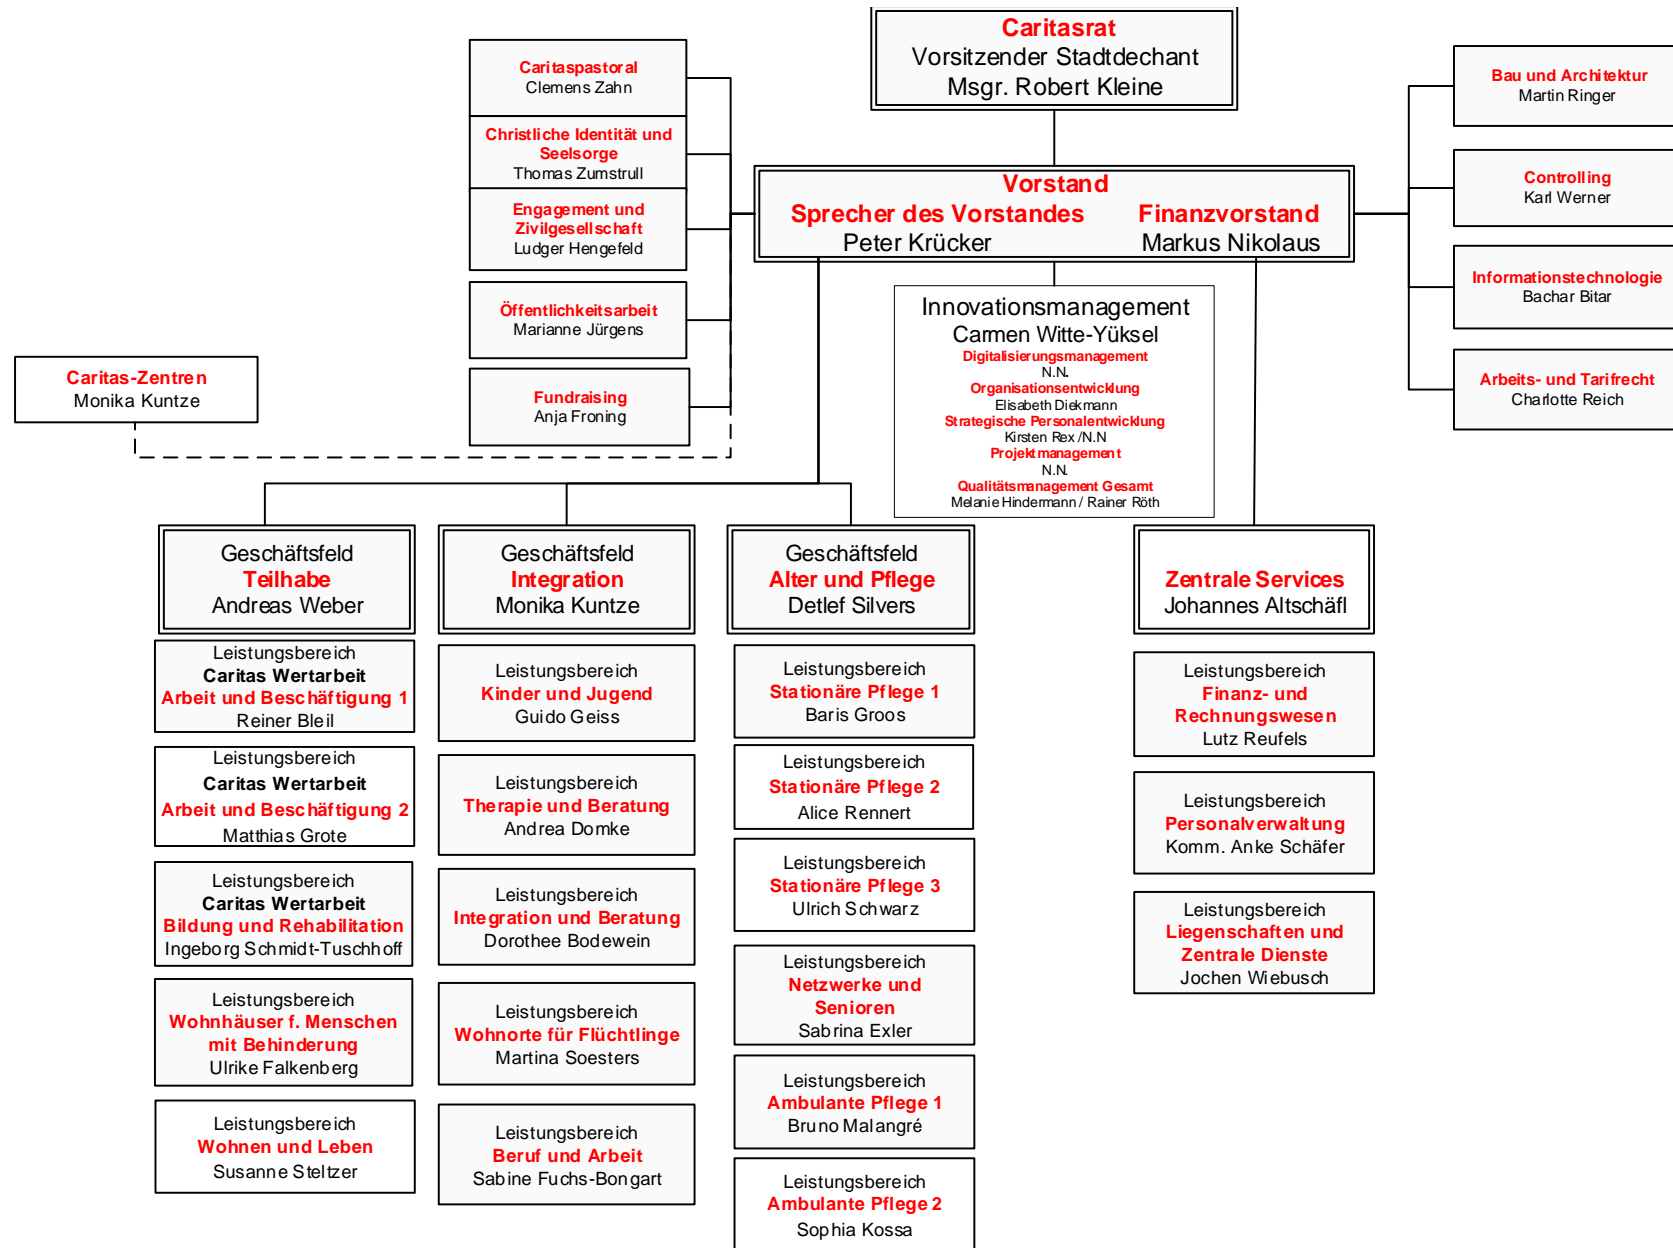 Caritasrat
Vorsitzender Stadtdechant
Msgr. Robert Kleine
Caritaspastoral
Clemens Zahn
Christliche Identität und
Seelsorge
Thomas Zumstrull
Engagement und
Zivilgesellschaft
Ludger Hengefeld
Öffentlichkeitsarbeit
Marianne Jürgens
Fundraising
Anja Froning
Caritas-Zentren
Monika Kuntze
Vorstand
Sprecher des Vorstandes Finanzvorstand
Peter Krücker Markus Nikolaus
Bau und Architektur
Martin Ringer
Controlling
Karl Werner
Informationstechnologie
Bachar Bitar
Arbeits- und Tarifrecht
Charlotte Reich
Innovationsmanagement
Carmen Witte-Yüksel
Digitalisierungsmanagement
N.N.
Organisationsentwicklung
Elisabeth Diekmann
Strategische Personalentwicklung
Kirsten Rex /N.N
Projektmanagement
N.N.
Qualitätsmanagement Gesamt
Melanie Hindermann / Rainer Röth
Geschäftsfeld
Teilhabe
Andreas Weber
Leistungsbereich
Caritas Wertarbeit
Arbeit und Beschäftigung 1
Reiner Bleil
Leistungsbereich
Caritas Wertarbeit
Arbeit und Beschäftigung 2
Matthias Grote
Leistungsbereich
Caritas Wertarbeit
Bildung und Rehabilitation
Ingeborg Schmidt-Tuschhoff
Leistungsbereich
Wohnhäuser f. Menschen
mit Behinderung
Ulrike Falkenberg
Leistungsbereich
Wohnen und Leben
Susanne Steltzer
Geschäftsfeld
Integration
Monika Kuntze
Leistungsbereich
Kinder und Jugend
Guido Geiss
Leistungsbereich
Therapie und Beratung
Andrea Domke
Leistungsbereich
Integration und Beratung
Dorothee Bodewein
Leistungsbereich
Wohnorte für Flüchtlinge
Martina Soesters
Leistungsbereich
Beruf und Arbeit
Sabine Fuchs-Bongart
Geschäftsfeld
Alter und Pflege
Detlef Silvers
Leistungsbereich
Stationäre Pflege 1
Baris Groos
Leistungsbereich
Stationäre Pflege 2
Alice Rennert
Leistungsbereich
Stationäre Pflege 3
Ulrich Schwarz
Leistungsbereich
Netzwerke und
Senioren
Sabrina Exler
Leistungsbereich
Ambulante Pflege 1
Bruno Malangré
Leistungsbereich
Ambulante Pflege 2
Sophia Kossa
Zentrale Services
Johannes Altschäfl
Leistungsbereich
Finanz- und
Rechnungswesen
Lutz Reufels
Leistungsbereich
Personalverwaltung
Komm. Anke Schäfer
Leistungsbereich
Liegenschaften und
Zentrale Dienste
Jochen Wiebusch